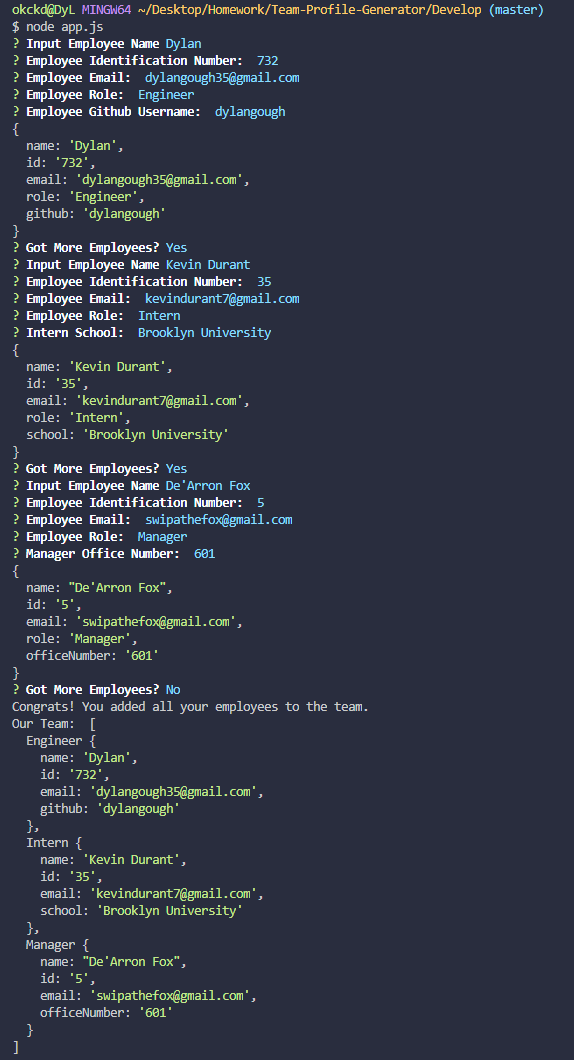 okckd@DyL MINGW64 ~/Desktop/Homework/Team-Profile-Generator/Develop (master)
$ node app.js
? Input Employee Name Dylan
? Employee Identification Number:  732
? Employee Email:  dylangough35@gmail.com
? Employee Role:  Engineer
? Employee Github Username:  dylangough
{
  name: 'Dylan',
  id: '732',
  email: 'dylangough35@gmail.com',
  role: 'Engineer',
  github: 'dylangough'
}
? Got More Employees? Yes
? Input Employee Name Kevin Durant
? Employee Identification Number:  35
? Employee Email:  kevindurant7@gmail.com
? Employee Role:  Intern
? Intern School:  Brooklyn University
{
  name: 'Kevin Durant',
  id: '35',
  email: 'kevindurant7@gmail.com',
  role: 'Intern',
  school: 'Brooklyn University'
}
? Got More Employees? Yes
? Input Employee Name De'Arron Fox
? Employee Identification Number:  5
? Employee Email:  swipathefox@gmail.com
? Employee Role:  Manager
? Manager Office Number:  601
{
  name: "De'Arron Fox",
  id: '5',
  email: 'swipathefox@gmail.com',
  role: 'Manager',
  officeNumber: '601'
}
? Got More Employees? No
Congrats! You added all your employees to the team.
Our Team:  [
  Engineer {
    name: 'Dylan',
    id: '732',
    email: 'dylangough35@gmail.com',
    github: 'dylangough'
  },
  Intern {
    name: 'Kevin Durant',
    id: '35',
    email: 'kevindurant7@gmail.com',
    school: 'Brooklyn University'
  },
  Manager {
    name: "De'Arron Fox",
    id: '5',
    email: 'swipathefox@gmail.com',
    officeNumber: '601'
  }
]